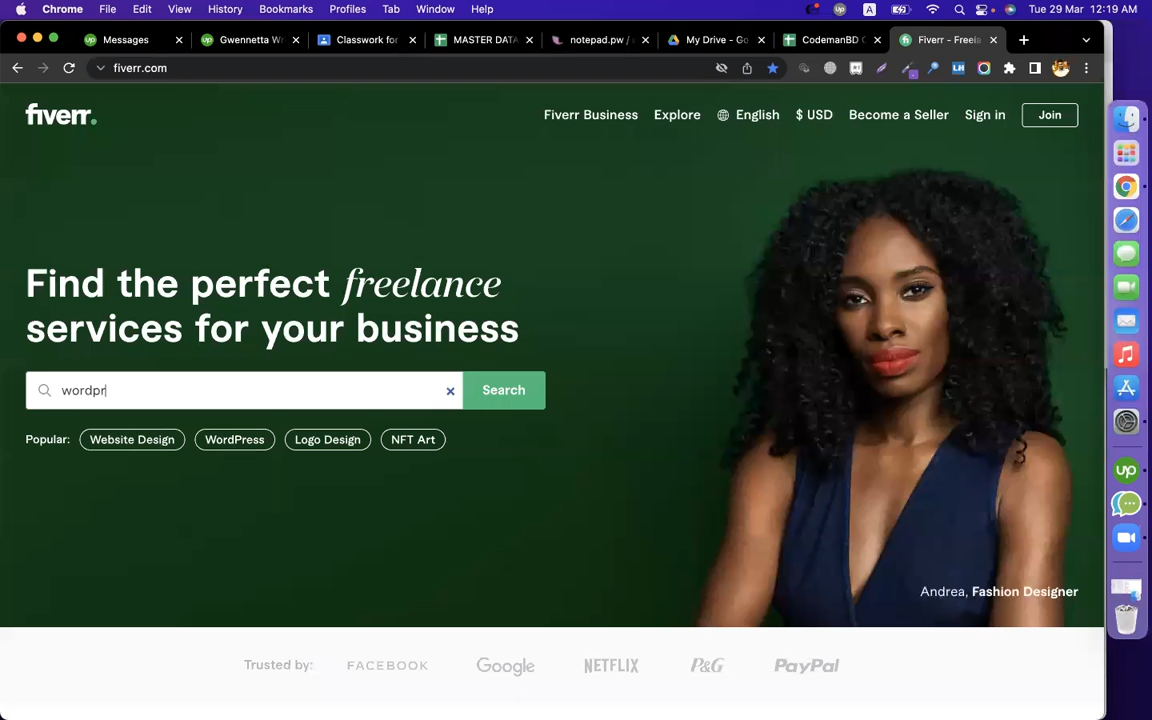 Chrome File Edit View History Bookmarks Profiles Tab Window Help A Tue 29 Mar 12:19 AM
Messages Gwennetta W Classwork for MASTER DATA notepad.pw / My Drive - Go CodemanBD Fiverr - Freela
fiverr.com
fiverr. Fiverr Business Explore English $ USD Become a Seller Sign in Join
Find the perfect freelance
services for your business
wordpr Search
Popular: Website Design WordPress Logo Design NFT Art
Andrea, Fashion Designer
Trusted by: FACEBOOK Google NETFLIX P&G PayPal